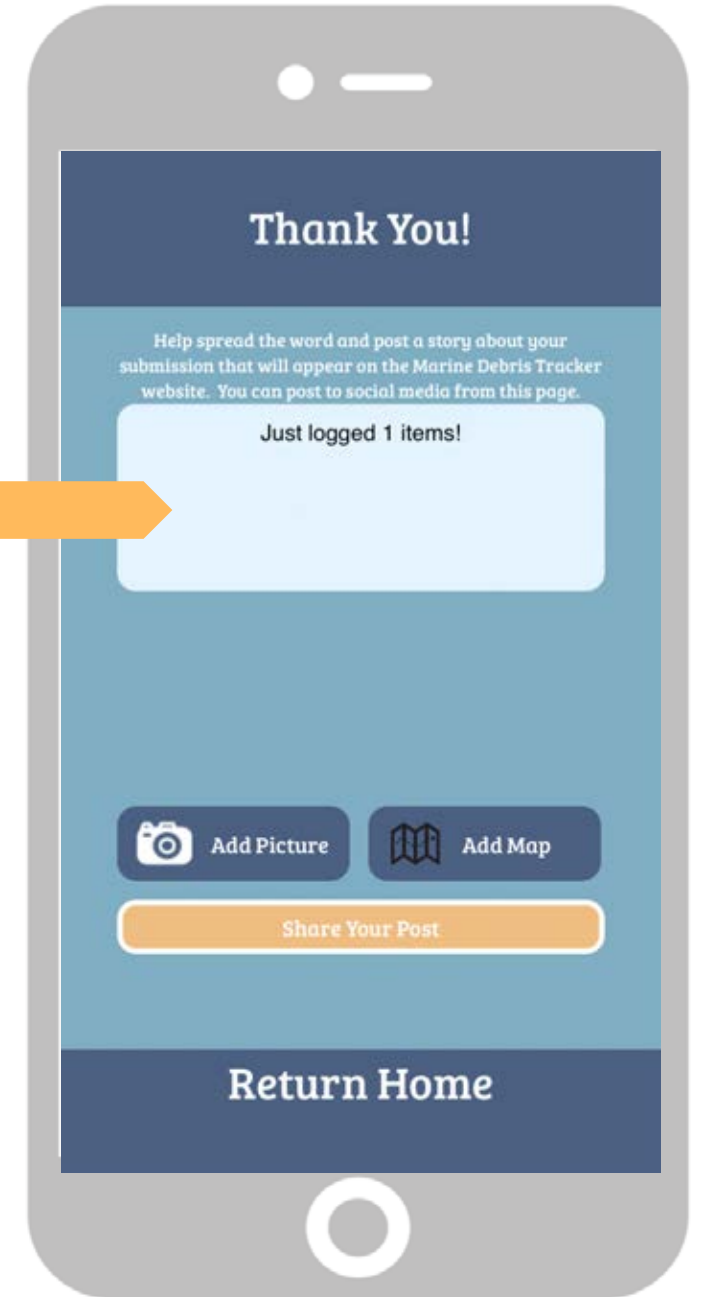 Thank You!
Help spread the word and post a story about your
submission that will appear on the Marine Debris Tracker
website. You can post to social media from this page.
Just logged 1 items!
Add Picture
Add Map
Share Your Post
Return Home